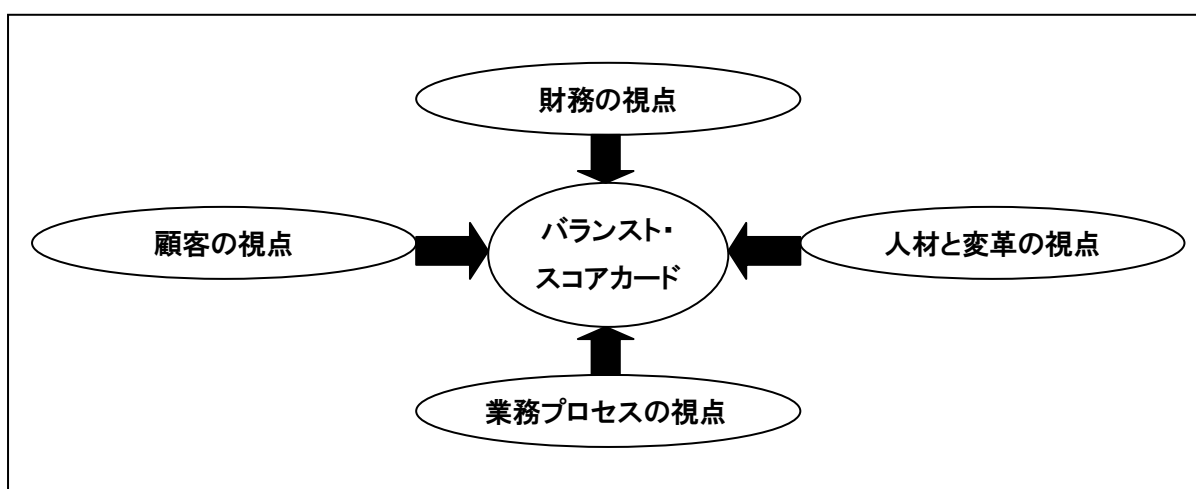 財務の視点
顧客の視点
バランスト・
スコアカード
人材と変革の視点
業務プロセスの視点